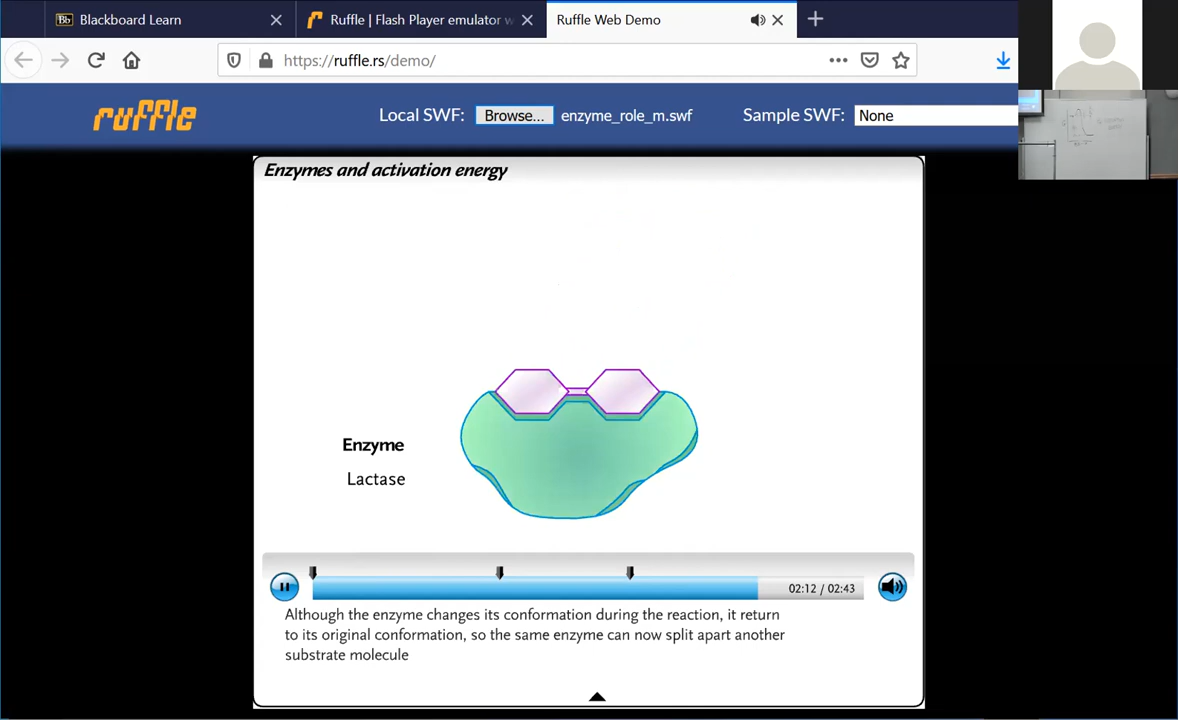 Bb Blackboard Learn
Ruffle | Flash Player emulator w
Ruffle Web Demo
https://ruffle.rs/demo/
ruffle
Local SWF: Browse... enzyme_role_m.swf
Sample SWF: None
Enzymes and activation energy
Enzyme
Lactase
02:12 / 02:43
Although the enzyme changes its conformation during the reaction, it return
to its original conformation, so the same enzyme can now split apart another
substrate molecule